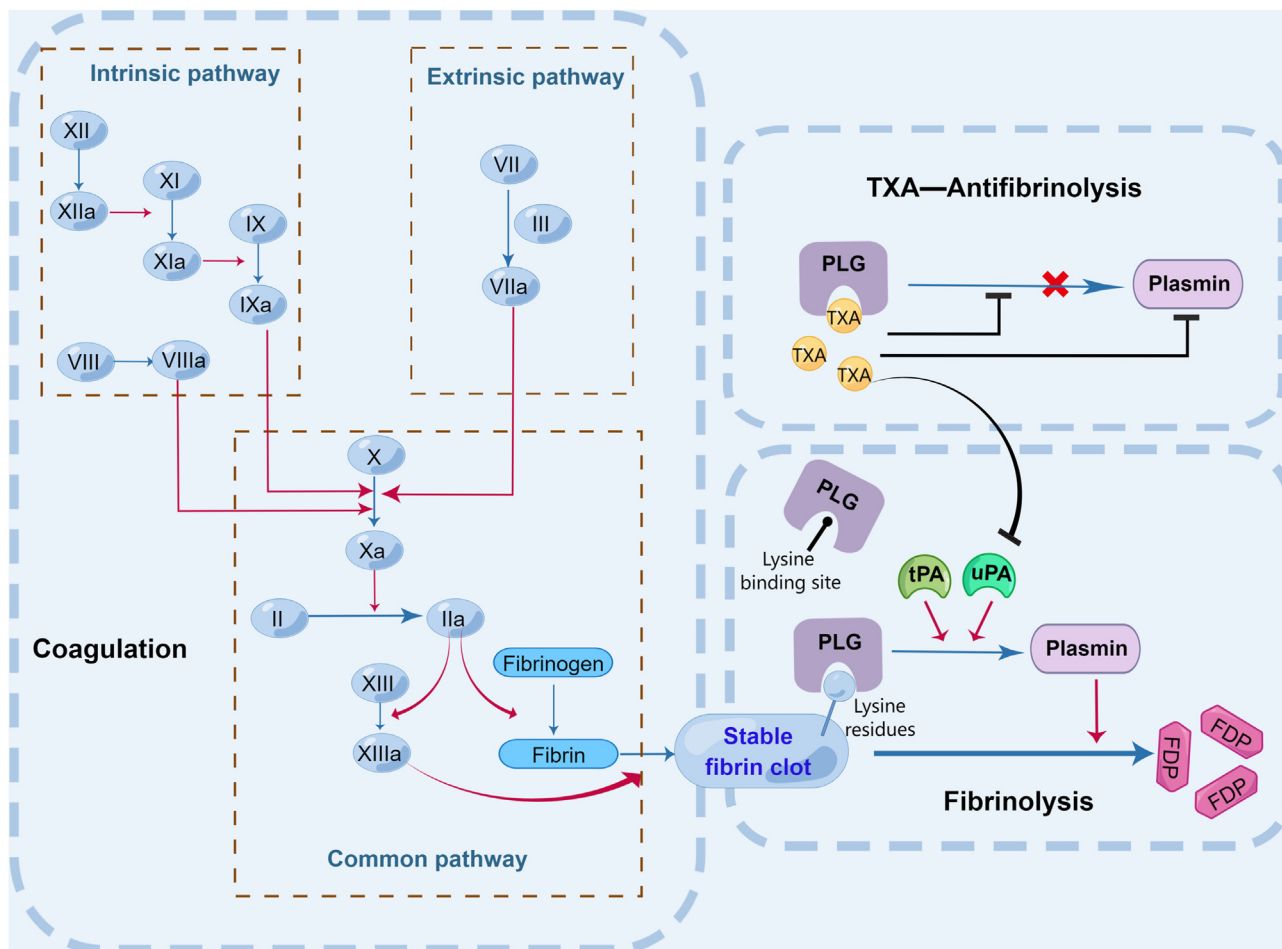 Intrinsic pathway
XII
XIIa
XI
XIa
IX
IXa
VIII
VIIIa
Extrinsic pathway
VII
III
VIIa
Coagulation
X
Xa
II
IIa
XIII
XIIIa
Fibrinogen
Fibrin
Common pathway
Stable
fibrin clot
TXA—Antifibrinolysis
PLG
TXA
TXA
TXA
Plasmin
PLG
Lysine
binding site
tPA
uPA
PLG
Lysine
residues
Plasmin
FDP
FDP
FDP
Fibrinolysis